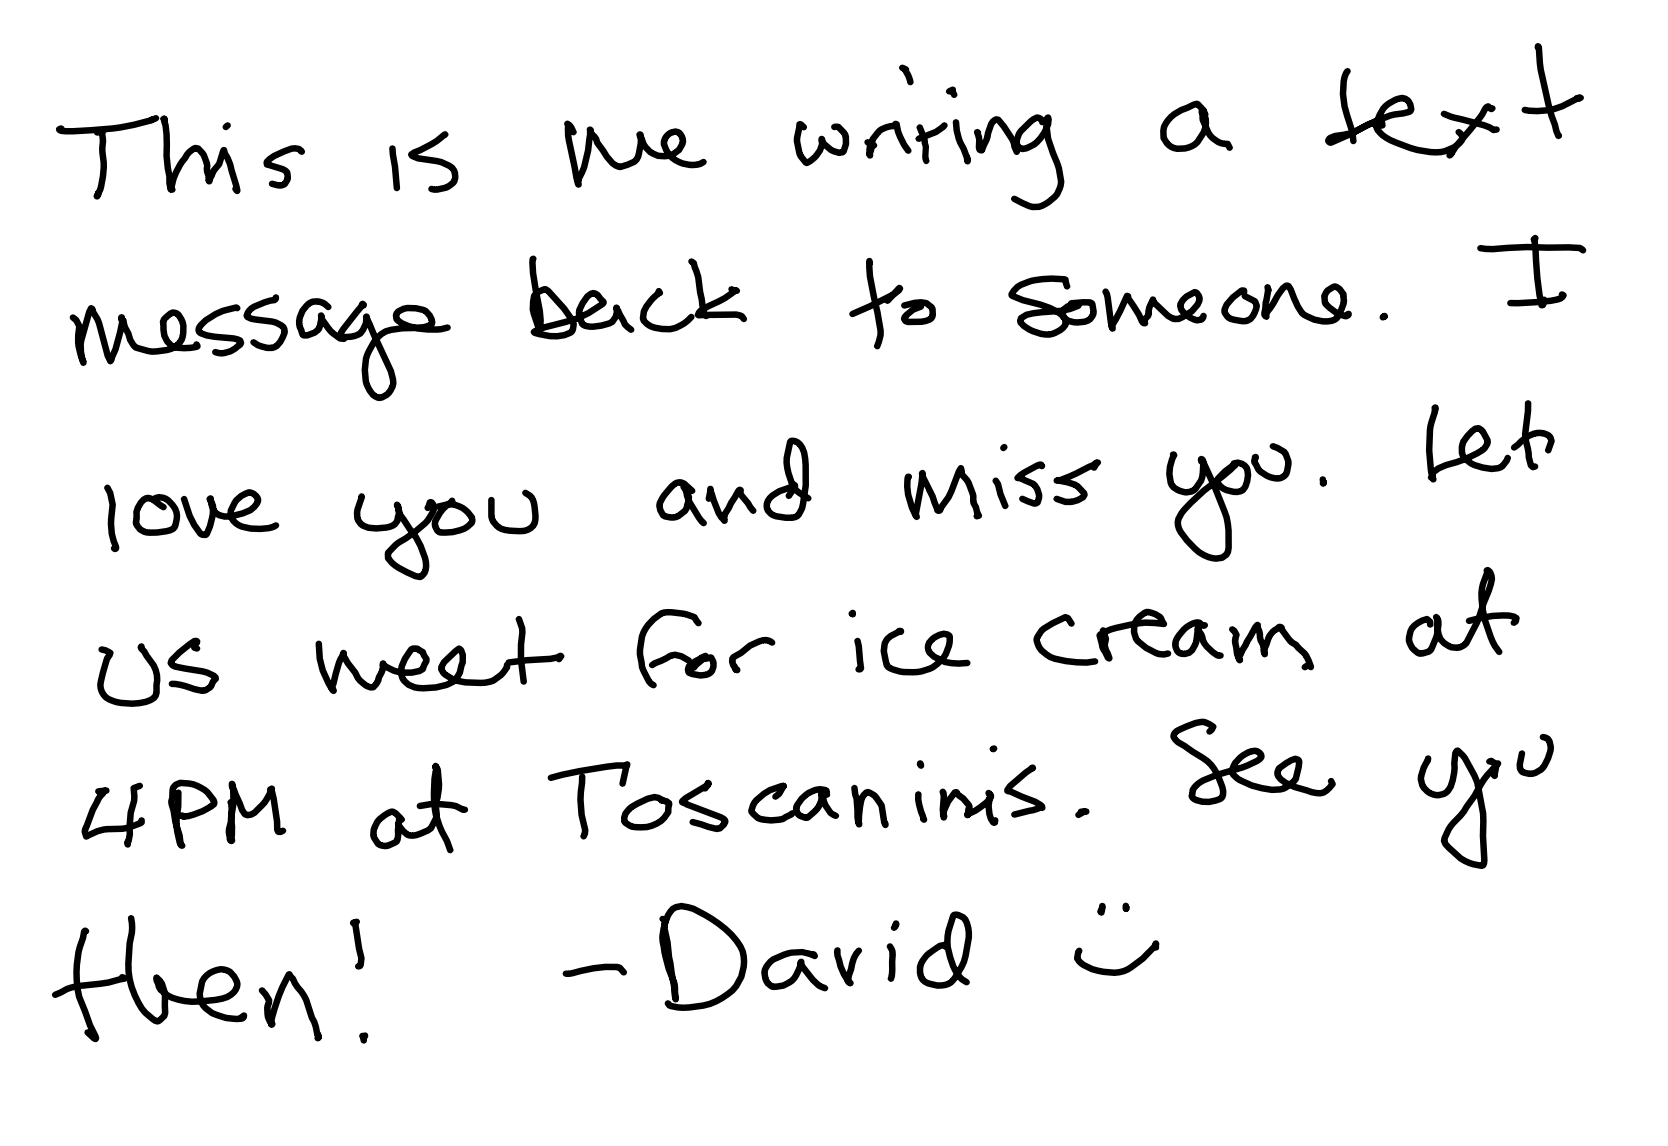 This is me writing a text
message back to someone. I
love you and miss you. Let
us meet for ice cream at
4PM at Toscaninis. See you
then! -David :)